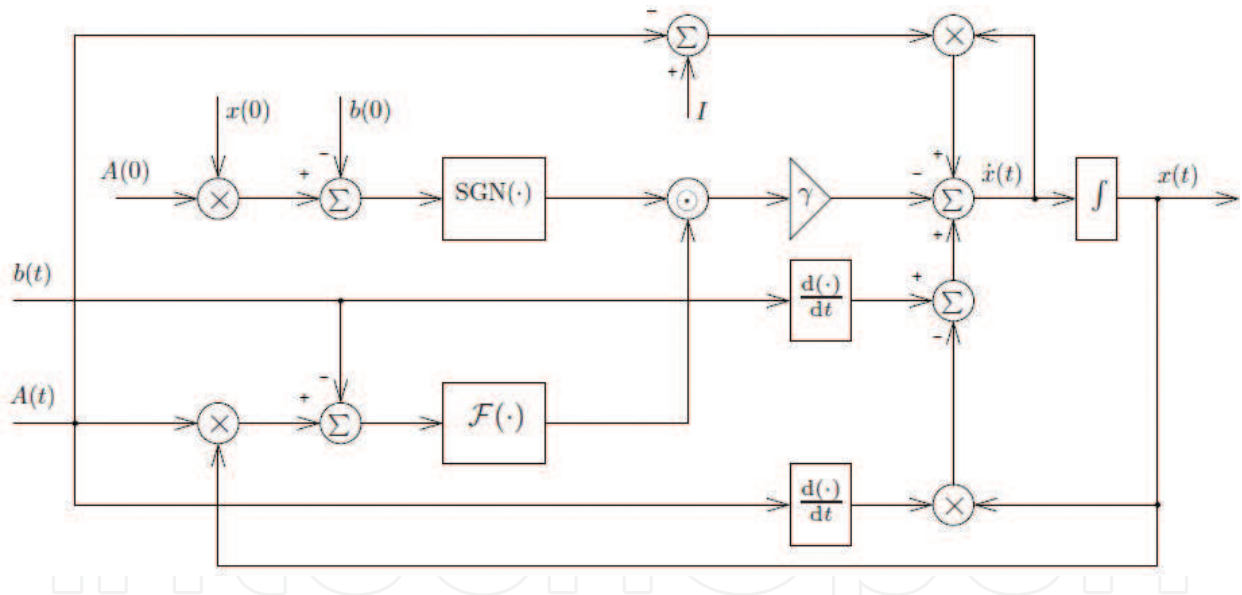 − Σ ×
+ I
x(0) b(0)
A(0) × + − Σ SGN(·) ⊙ γ − + Σ + ẋ(t) ∫ x(t)
b(t) d(·)/dt + Σ −
A(t) × + − Σ F(·)
d(·)/dt ×